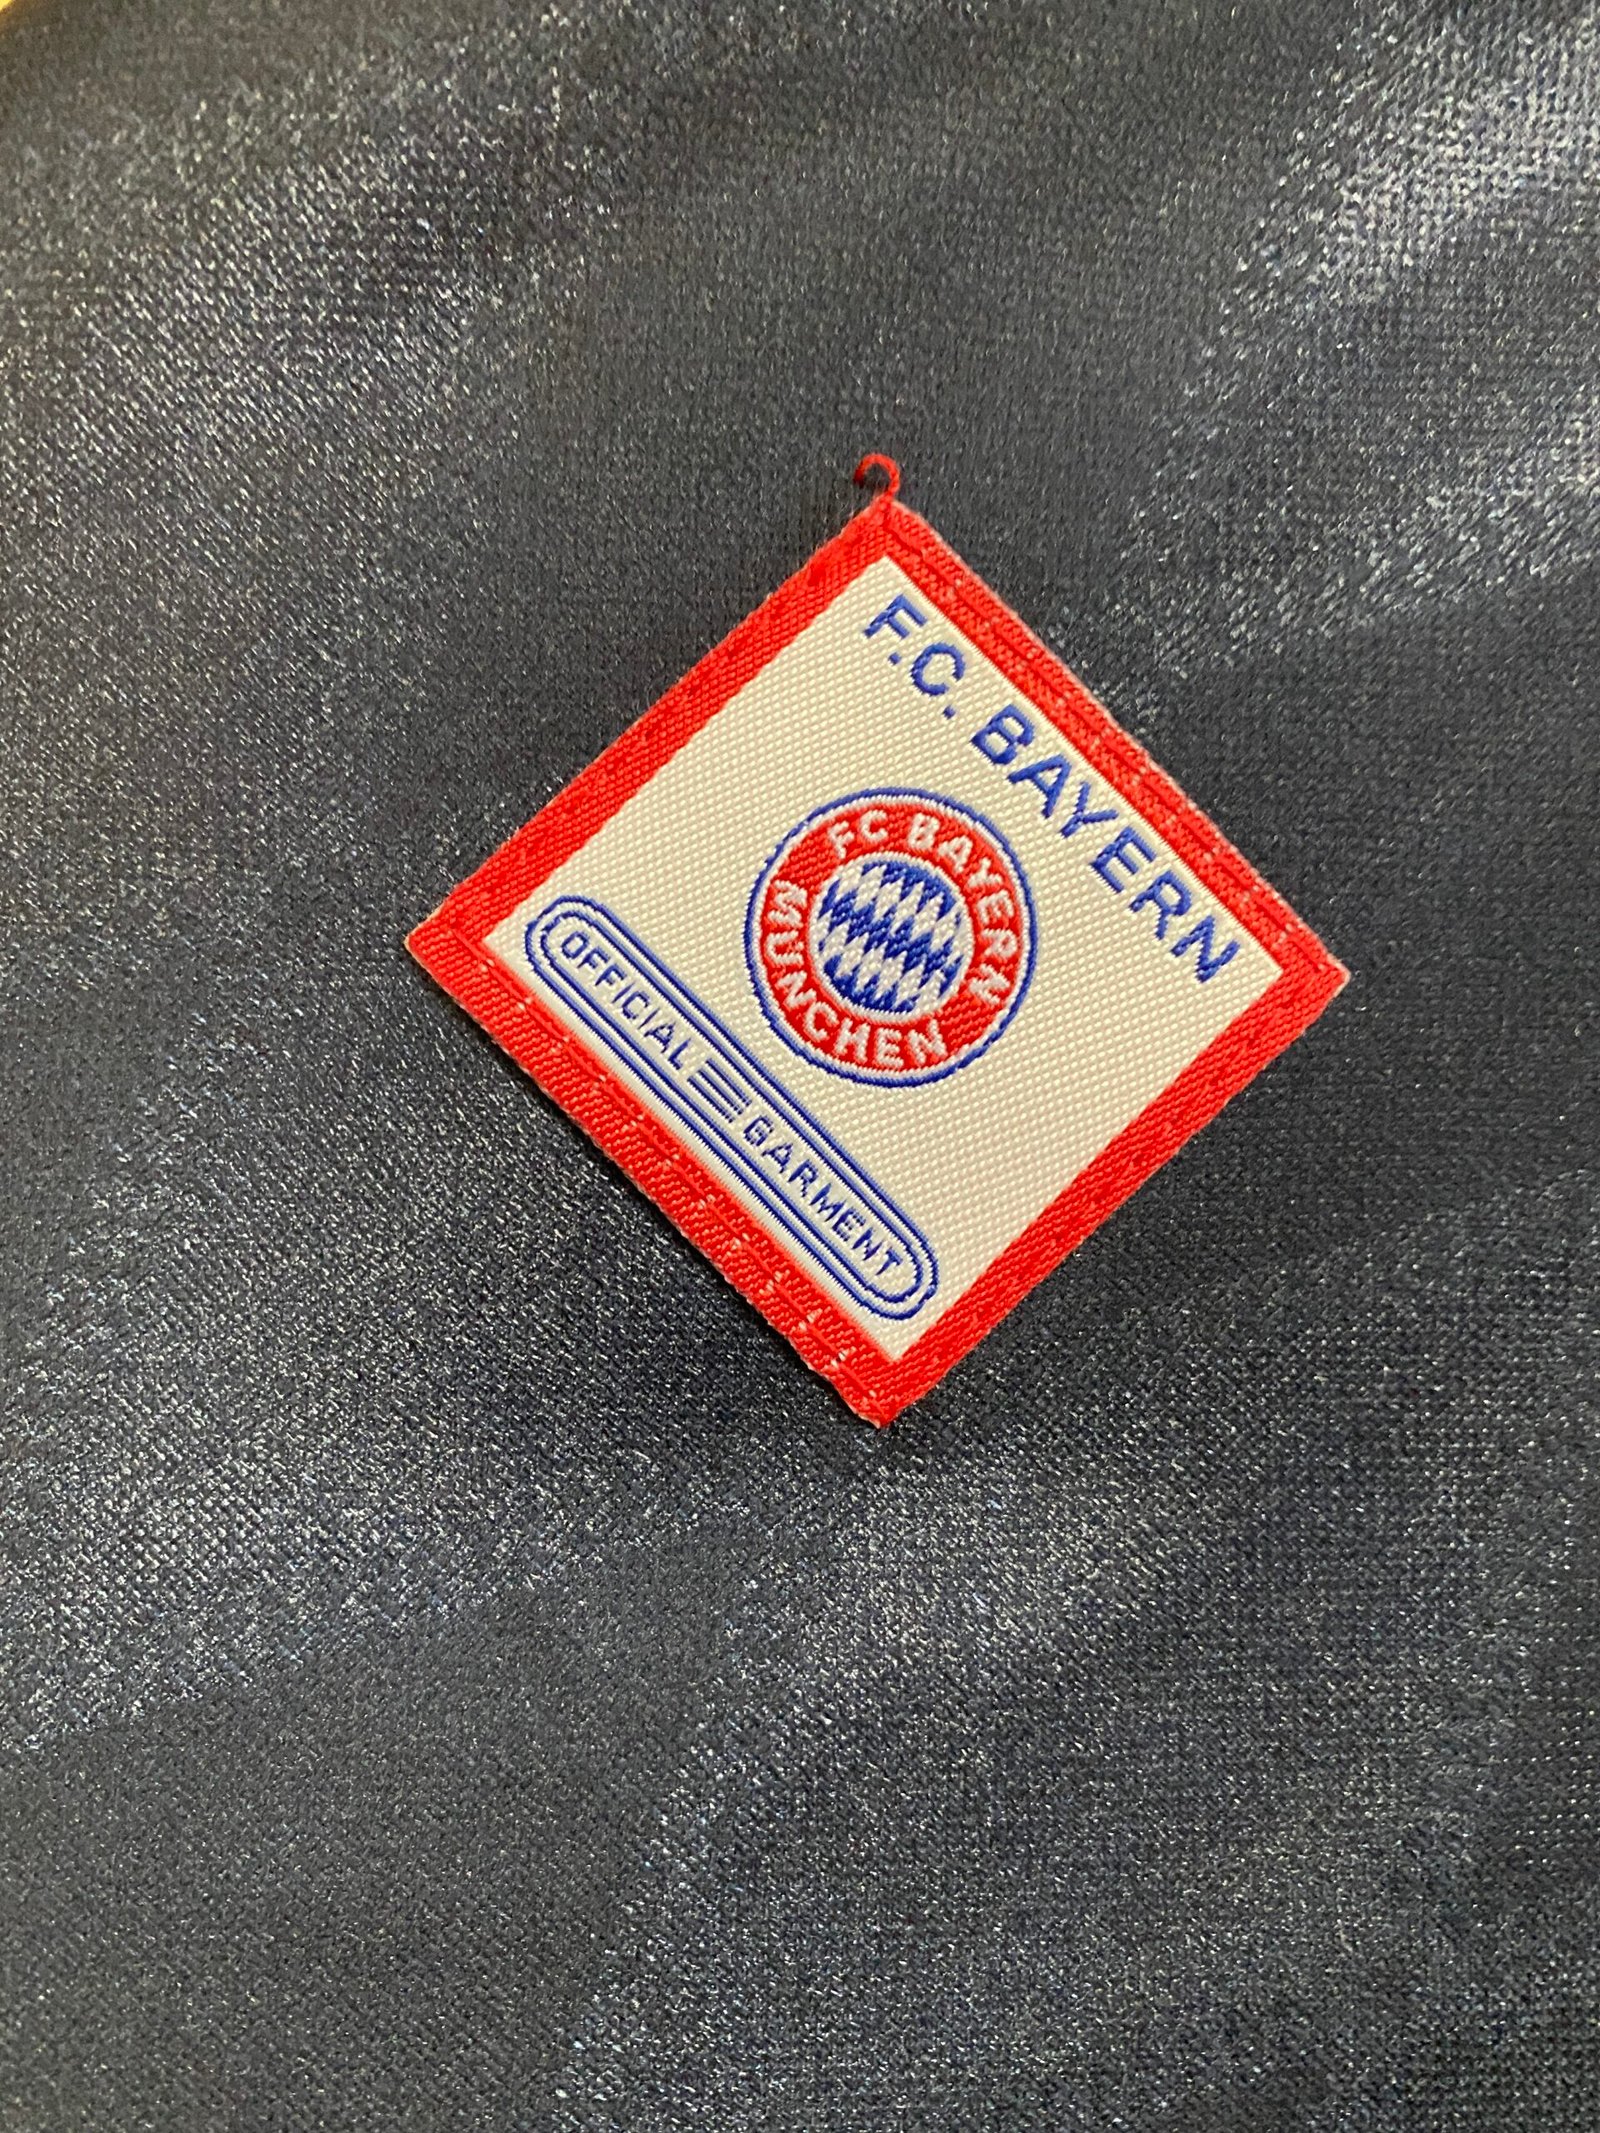 F.C. BAYERN
FC BAYERN
MÜNCHEN
OFFICIAL GARMENT